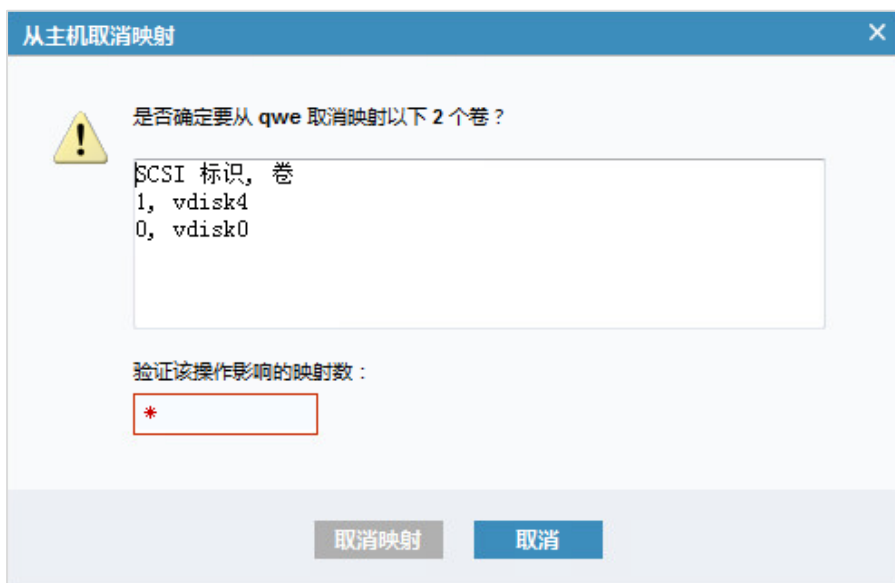 从主机取消映射
是否确定要从 qwe 取消映射以下 2 个卷？
SCSI 标识, 卷
1, vdisk4
0, vdisk0
验证该操作影响的映射数：
*
取消映射
取消